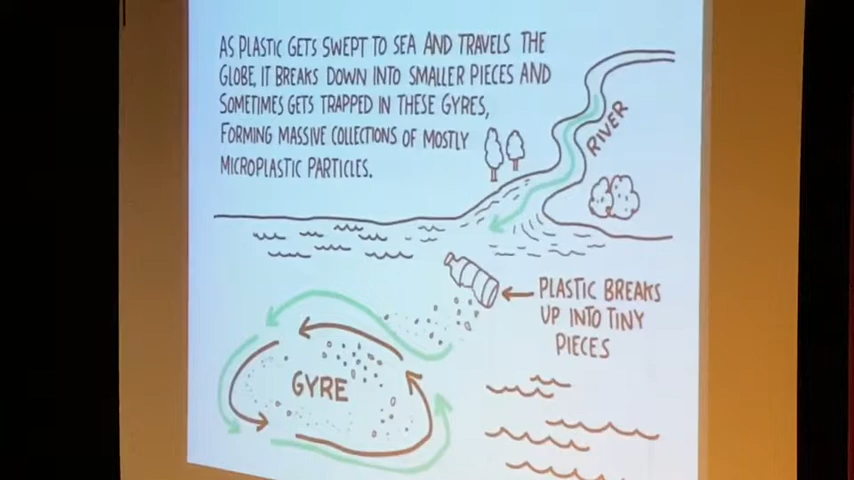 AS PLASTIC GETS SWEPT TO SEA AND TRAVELS THE
GLOBE, IT BREAKS DOWN INTO SMALLER PIECES AND
SOMETIMES GETS TRAPPED IN THESE GYRES,
FORMING MASSIVE COLLECTIONS OF MOSTLY
MICROPLASTIC PARTICLES.
RIVER
PLASTIC BREAKS
UP INTO TINY
PIECES
GYRE